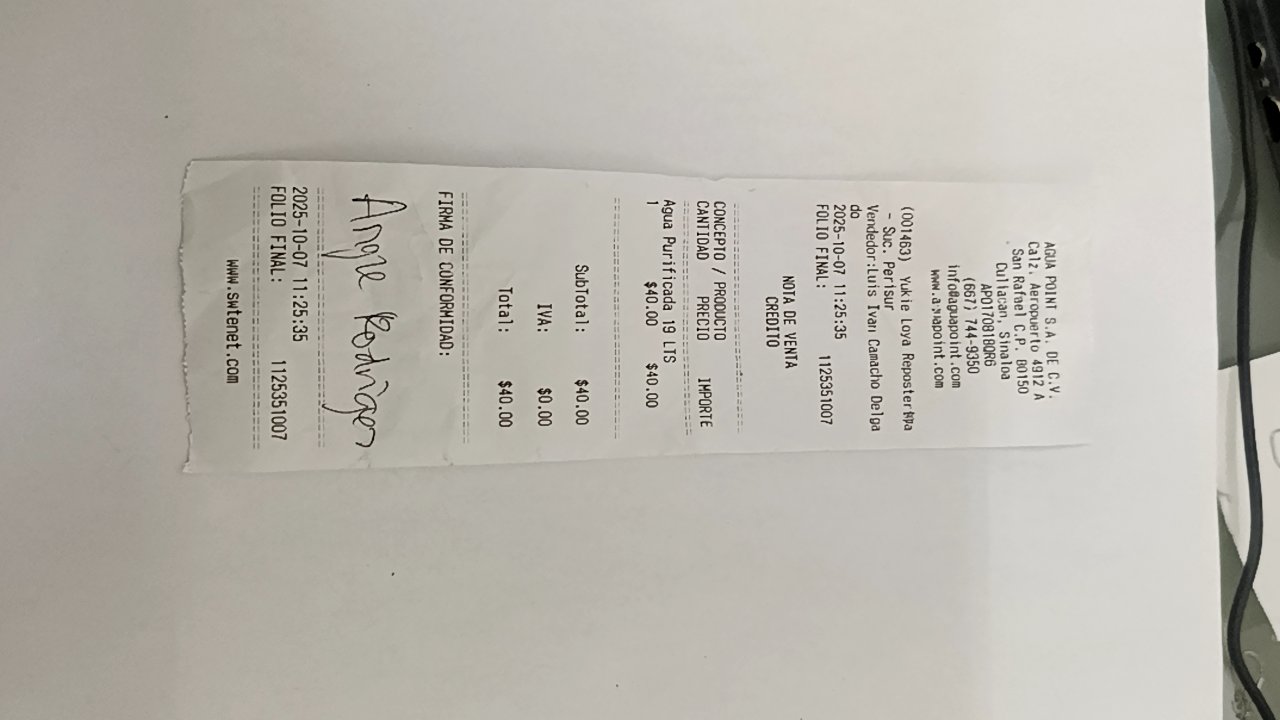 AGUA POINT S.A. DE C.V.
Calz. Aeropuerto 4912 A
San Rafael C.P. 80150
Culiacan, Sinaloa
APO170818QR6
(667) 744-9350
info@aguapoint.com
www.aguapoint.com
(001463) Yukie Loya
- Suc. Perisur
Vendedor:Luis Ivan Camacho Delga
do
2025-10-07 11:25:35
FOLIO FINAL: 1125351007
NOTA DE VENTA
CREDITO
CONCEPTO / PRODUCTO
CANTIDAD PRECIO IMPORTE
Agua Purificada 19 LTS
1 $40.00 $40.00
SubTotal: $40.00
IVA: $0.00
Total: $40.00
FIRMA DE CONFORMIDAD:
Angie Rodriguez
2025-10-07 11:25:35
FOLIO FINAL: 1125351007
www.swtenet.com